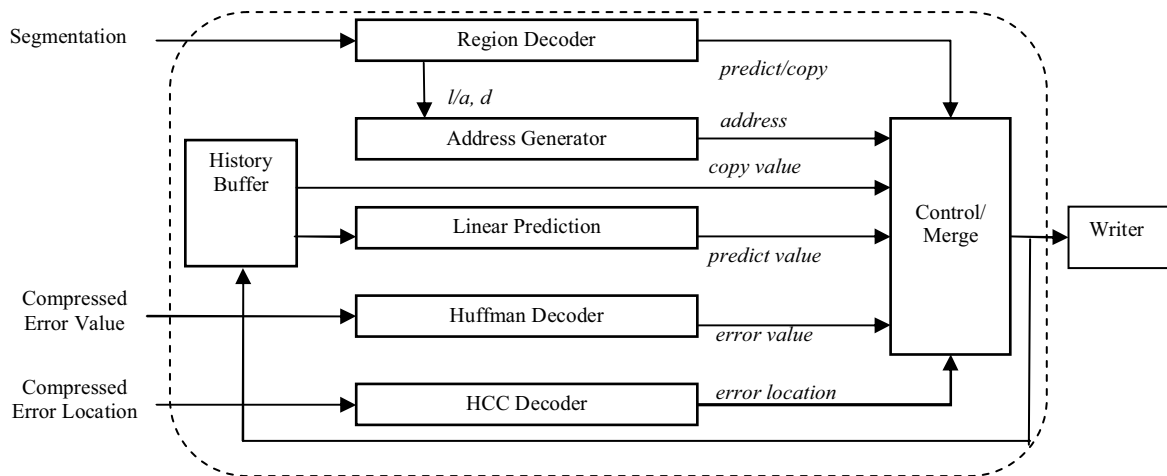 Segmentation
Region Decoder
predict/copy
l/a, d
Address Generator
address
History
Buffer
copy value
Control/
Merge
Writer
Linear Prediction
predict value
Compressed
Error Value
Huffman Decoder
error value
Compressed
Error Location
HCC Decoder
error location